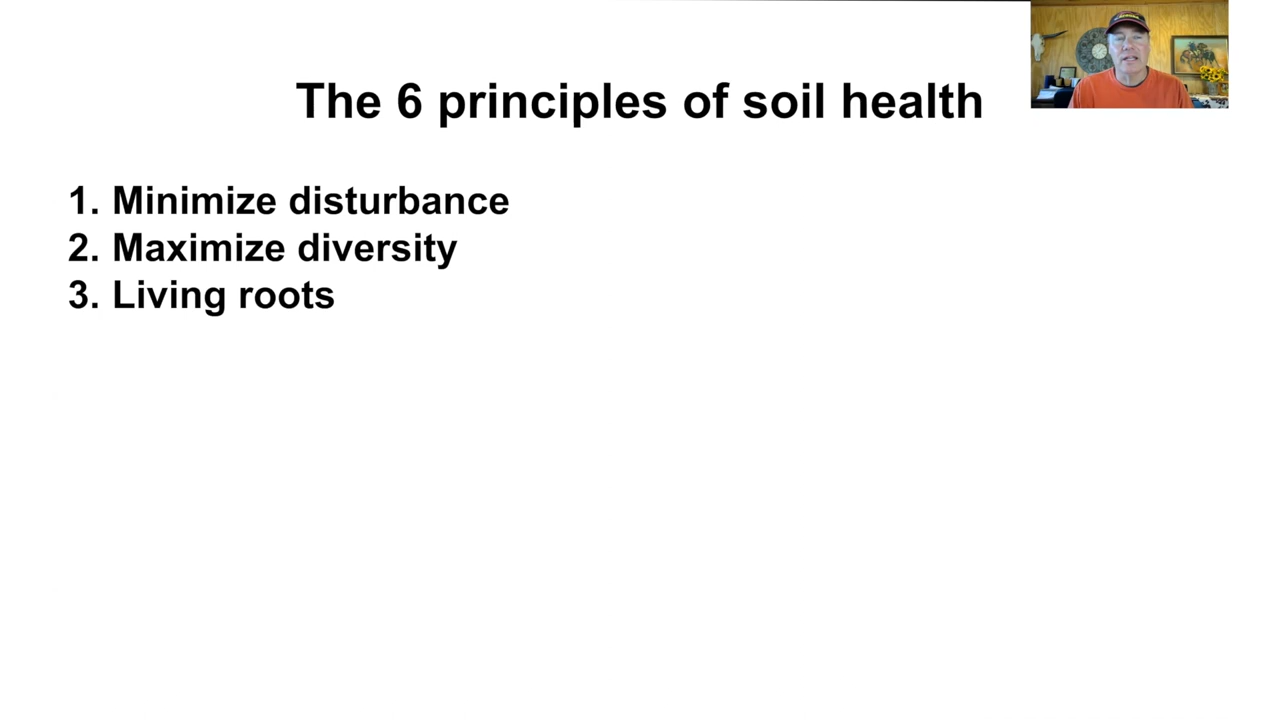 The 6 principles of soil health
1. Minimize disturbance
2. Maximize diversity
3. Living roots